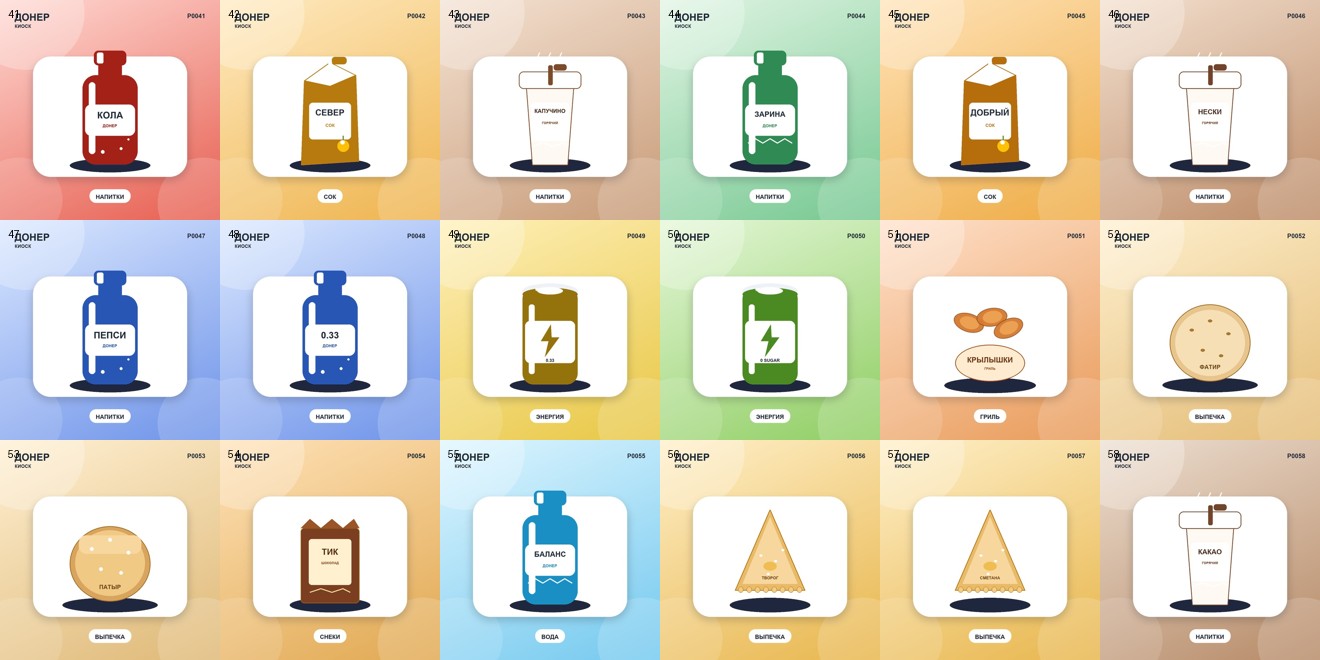 41
ДОНЕР
КИОСК
P0041
КОЛА
ДОНЕР
НАПИТКИ
42
ДОНЕР
КИОСК
P0042
СЕВЕР
СОК
СОК
43
ДОНЕР
КИОСК
P0043
КАПУЧИНО
ГОРЯЧИЙ
НАПИТКИ
44
ДОНЕР
КИОСК
P0044
ЗАРИНА
ДОНЕР
НАПИТКИ
45
ДОНЕР
КИОСК
P0045
ДОБРЫЙ
СОК
СОК
46
ДОНЕР
КИОСК
P0046
НЕСКИ
ГОРЯЧИЙ
НАПИТКИ
47
ДОНЕР
КИОСК
P0047
ПЕПСИ
ДОНЕР
НАПИТКИ
48
ДОНЕР
КИОСК
P0048
0.33
ДОНЕР
НАПИТКИ
49
ДОНЕР
КИОСК
P0049
0.33
ЭНЕРГИЯ
50
ДОНЕР
КИОСК
P0050
0 SUGAR
ЭНЕРГИЯ
51
ДОНЕР
КИОСК
P0051
КРЫЛЫШКИ
ГРИЛЬ
ГРИЛЬ
52
ДОНЕР
КИОСК
P0052
ФАТИР
ВЫПЕЧКА
53
ДОНЕР
КИОСК
P0053
ПАТЫР
ВЫПЕЧКА
54
ДОНЕР
КИОСК
P0054
ТИК
ШОКОЛАД
СНЕКИ
55
ДОНЕР
КИОСК
P0055
БАЛАНС
ДОНЕР
ВОДА
56
ДОНЕР
КИОСК
P0056
ТВОРОГ
ВЫПЕЧКА
57
ДОНЕР
КИОСК
P0057
СМЕТАНА
ВЫПЕЧКА
58
ДОНЕР
КИОСК
P0058
КАКАО
ГОРЯЧИЙ
НАПИТКИ